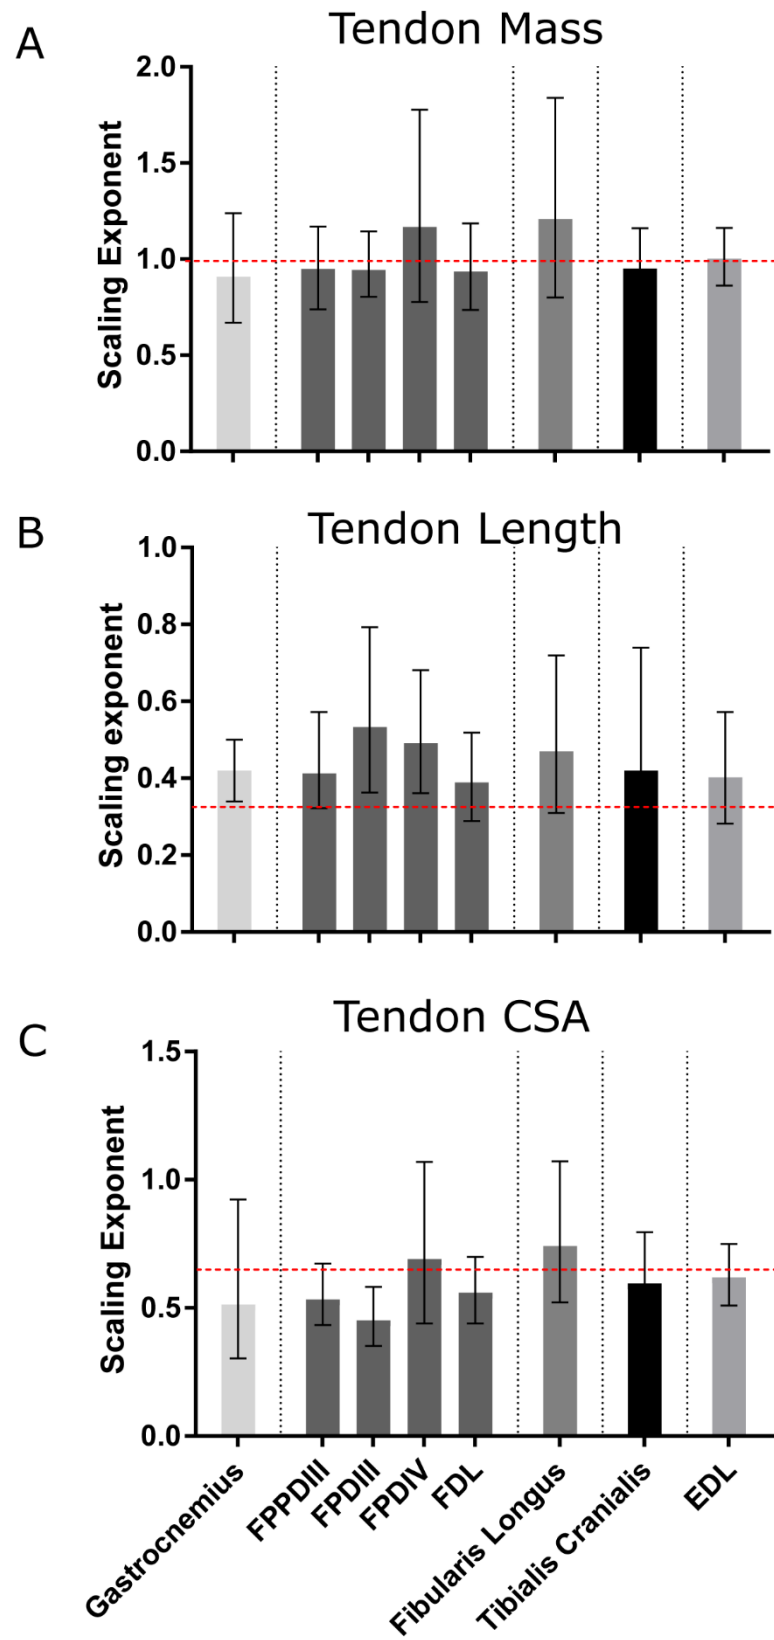 A
Tendon Mass
Scaling Exponent
2.0
1.5
1.0
0.5
0.0
B
Tendon Length
Scaling exponent
1.0
0.8
0.6
0.4
0.2
0.0
C
Tendon CSA
Scaling Exponent
1.5
1.0
0.5
0.0
Gastrocnemius
FPPDIII
FPDIII
FPDIV
FDL
Fibularis Longus
Tibialis Cranialis
EDL